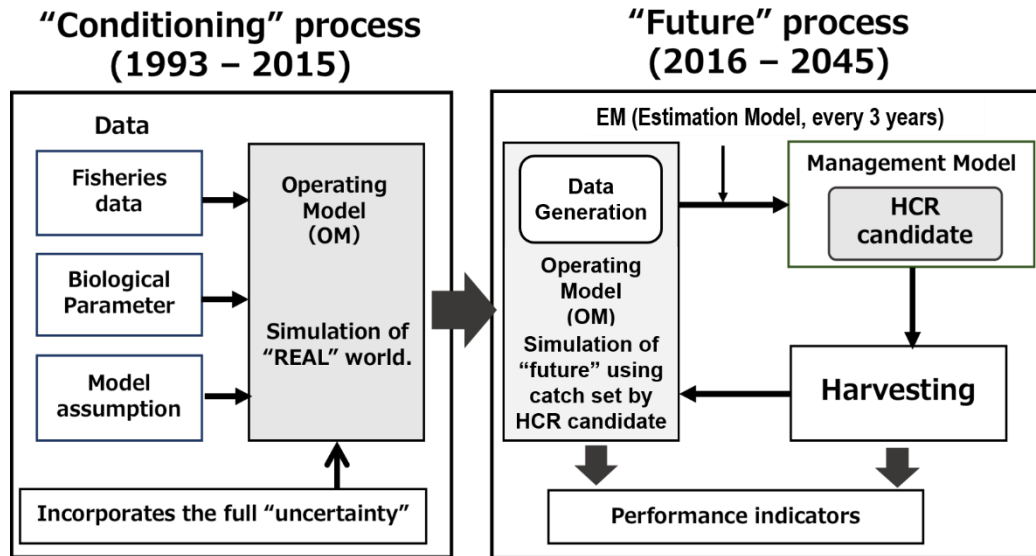 “Conditioning” process
(1993 – 2015)
Data
Fisheries
data
Biological
Parameter
Model
assumption
Operating
Model
(OM)
Simulation of
“REAL” world.
Incorporates the full “uncertainty”
“Future” process
(2016 – 2045)
EM (Estimation Model, every 3 years)
Data
Generation
Operating
Model
(OM)
Simulation of
“future” using
catch set by
HCR candidate
Management Model
HCR
candidate
Harvesting
Performance indicators